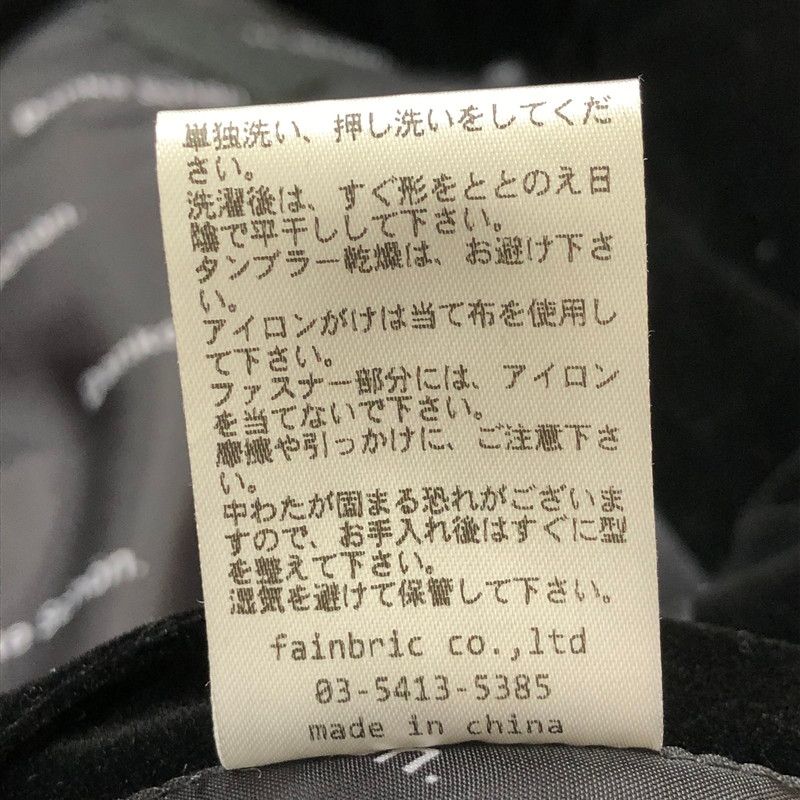 単独洗い、押し洗いをしてくだ
さい。
洗濯後は、すぐ形をととのえ日
陰で平干しして下さい。
タンブラー乾燥は、お避け下さ
い。
アイロンがけは当て布を使用し
て下さい。
ファスナー部分には、アイロン
を当てないで下さい。
摩擦や引っかけに、ご注意下さ
い。
中わたが固まる恐れがございま
すので、お手入れ後はすぐに型
を整えて下さい。
湿気を避けて保管して下さい。
fainbric co.,ltd
03-5413-5385
made in china